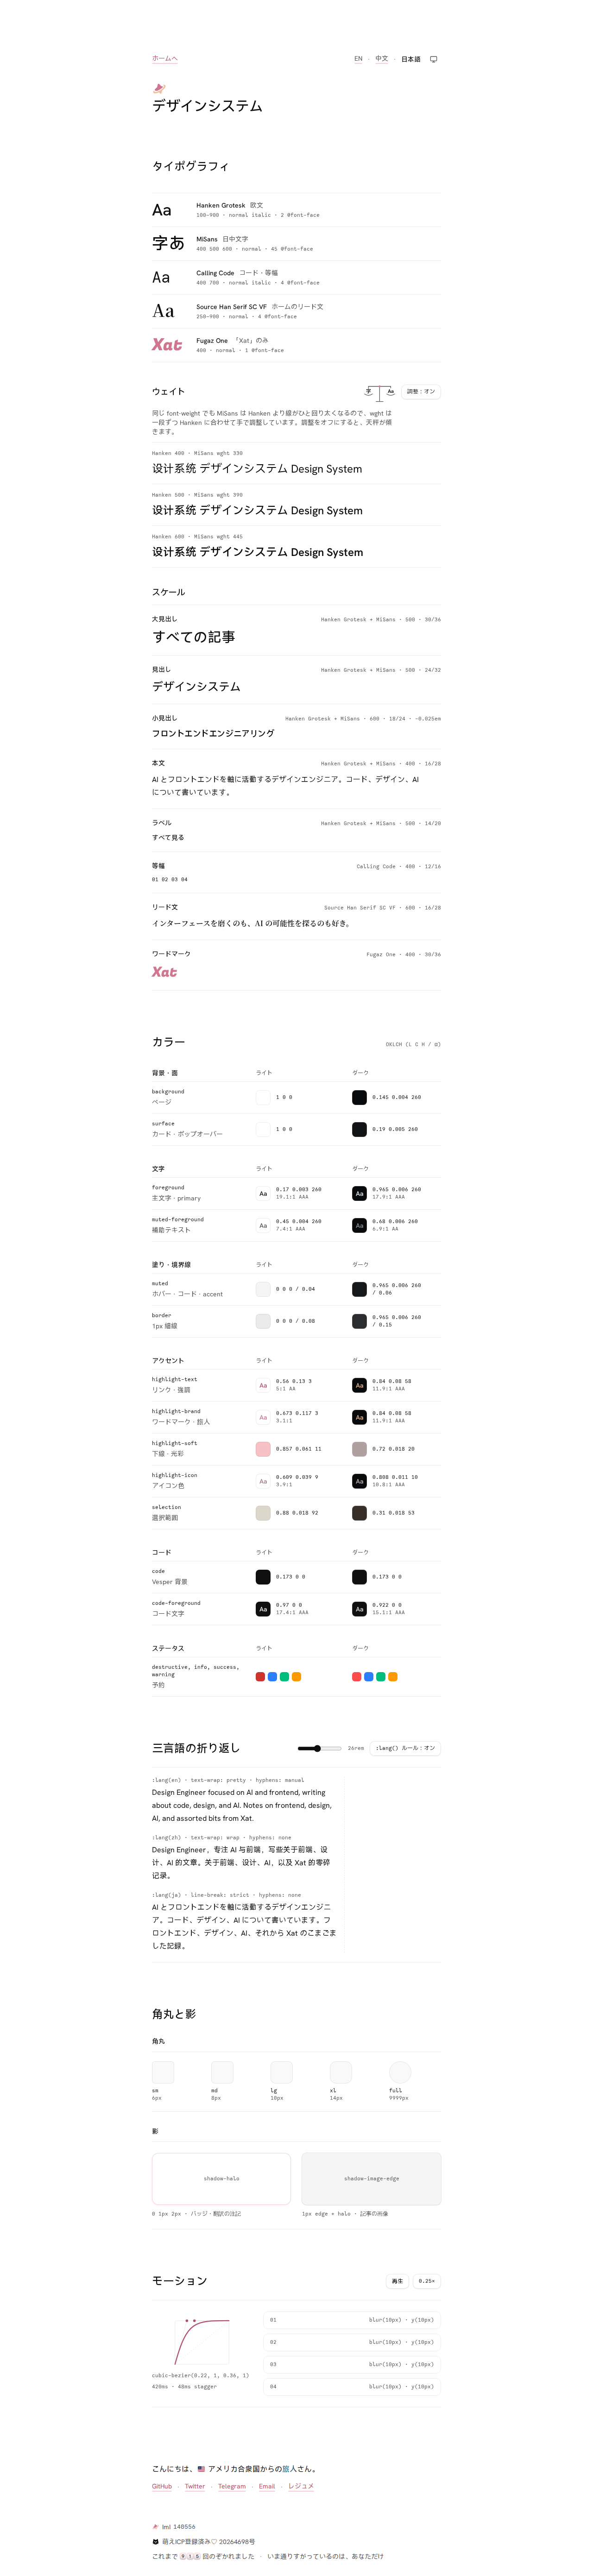 ホームへ
EN · 中文 · 日本語
デザインシステム
タイポグラフィ
Aa
Hanken Grotesk 欧文
100–900 · normal italic · 2 @font-face
字あ
MiSans 日中文字
400 500 600 · normal · 45 @font-face
Aa
Calling Code コード・等幅
400 700 · normal italic · 4 @font-face
Aa
Source Han Serif SC VF ホームのリード文
250–900 · normal · 4 @font-face
Xat
Fugaz One 「Xat」のみ
400 · normal · 1 @font-face
ウェイト
字 Aa
調整：オン
同じ font-weight でも MiSans は Hanken より線がひと回り太くなるので、wght は
一段ずつ Hanken に合わせて手で調整しています。調整をオフにすると、天秤が傾
きます。
Hanken 400 · MiSans wght 330
设计系统 デザインシステム Design System
Hanken 500 · MiSans wght 390
设计系统 デザインシステム Design System
Hanken 600 · MiSans wght 445
设计系统 デザインシステム Design System
スケール
大見出し
Hanken Grotesk + MiSans · 500 · 30/36
すべての記事
見出し
Hanken Grotesk + MiSans · 500 · 24/32
デザインシステム
小見出し
Hanken Grotesk + MiSans · 600 · 18/24 · -0.025em
フロントエンドエンジニアリング
本文
Hanken Grotesk + MiSans · 400 · 16/28
AI とフロントエンドを軸に活動するデザインエンジニア。コード、デザイン、AI
について書いています。
ラベル
Hanken Grotesk + MiSans · 500 · 14/20
すべて見る
等幅
Calling Code · 400 · 12/16
01 02 03 04
リード文
Source Han Serif SC VF · 600 · 16/28
インターフェースを磨くのも、AI の可能性を探るのも好き。
ワードマーク
Fugaz One · 400 · 30/36
Xat
カラー
OKLCH (L C H / α)
背景・面 ライト ダーク
background
ページ
1 0 0
0.145 0.004 260
surface
カード・ポップオーバー
1 0 0
0.19 0.005 260
文字 ライト ダーク
foreground
主文字・primary
Aa
0.17 0.003 260
19.1:1 AAA
Aa
0.965 0.006 260
17.9:1 AAA
muted-foreground
補助テキスト
Aa
0.45 0.004 260
7.4:1 AAA
Aa
0.68 0.006 260
6.9:1 AA
塗り・境界線 ライト ダーク
muted
ホバー・コード・accent
0 0 0 / 0.04
0.965 0.006 260
/ 0.06
border
1px 細線
0 0 0 / 0.08
0.965 0.006 260
/ 0.15
アクセント ライト ダーク
highlight-text
リンク・強調
Aa
0.56 0.13 3
5:1 AA
Aa
0.84 0.08 58
11.9:1 AAA
highlight-brand
ワードマーク・旅人
Aa
0.673 0.117 3
3.1:1
Aa
0.84 0.08 58
11.9:1 AAA
highlight-soft
下線・光彩
0.857 0.061 11
0.72 0.018 20
highlight-icon
アイコン色
Aa
0.609 0.039 9
3.9:1
Aa
0.808 0.011 10
10.8:1 AAA
selection
選択範囲
0.88 0.018 92
0.31 0.018 53
コード ライト ダーク
code
Vesper 背景
0.173 0 0
0.173 0 0
code-foreground
コード文字
Aa
0.97 0 0
17.4:1 AAA
Aa
0.922 0 0
15.1:1 AAA
ステータス ライト ダーク
destructive, info, success,
warning
予約
三言語の折り返し
26rem
:lang() ルール：オン
:lang(en) · text-wrap: pretty · hyphens: manual
Design Engineer focused on AI and frontend, writing
about code, design, and AI. Notes on frontend, design,
AI, and assorted bits from Xat.
:lang(zh) · text-wrap: wrap · hyphens: none
Design Engineer，专注 AI 与前端，写些关于前端、设
计、AI 的文章。关于前端、设计、AI，以及 Xat 的零碎
记录。
:lang(ja) · line-break: strict · hyphens: none
AI とフロントエンドを軸に活動するデザインエンジニ
ア。コード、デザイン、AI について書いています。フ
ロントエンド、デザイン、AI、それから Xat のこまごま
した記録。
角丸と影
角丸
sm md lg xl full
6px 8px 10px 14px 9999px
影
shadow-halo
shadow-image-edge
0 1px 2px · バッジ・翻訳の注記
1px edge + halo · 記事の画像
モーション
再生
0.25×
01 blur(10px) · y(10px)
02 blur(10px) · y(10px)
03 blur(10px) · y(10px)
04 blur(10px) · y(10px)
cubic-bezier(0.22, 1, 0.36, 1)
420ms · 48ms stagger
こんにちは、🇺🇸 アメリカ合衆国からの旅人さん。
GitHub · Twitter · Telegram · Email · レジュメ
lml 140556
萌えICP登録済み♡ 20264698号
いま通りすがっているのは、あなただけ